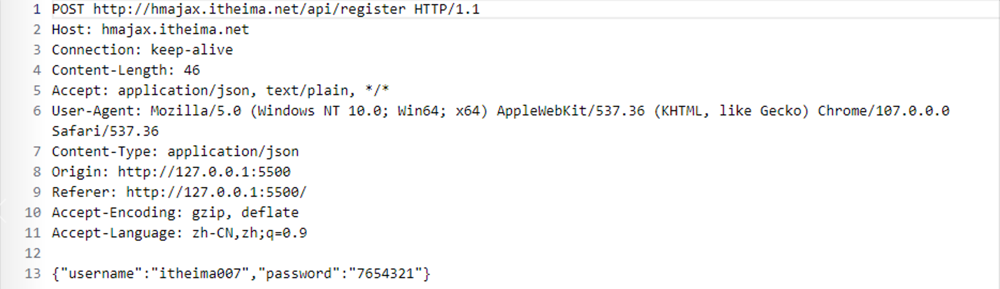 1 POST http://hmajax.itheima.net/api/register HTTP/1.1
2 Host: hmajax.itheima.net
3 Connection: keep-alive
4 Content-Length: 46
5 Accept: application/json, text/plain, */*
6 User-Agent: Mozilla/5.0 (Windows NT 10.0; Win64; x64) AppleWebKit/537.36 (KHTML, like Gecko) Chrome/107.0.0.0
Safari/537.36
7 Content-Type: application/json
8 Origin: http://127.0.0.1:5500
9 Referer: http://127.0.0.1:5500/
10 Accept-Encoding: gzip, deflate
11 Accept-Language: zh-CN,zh;q=0.9
12
13 {"username":"itheima007","password":"7654321"}